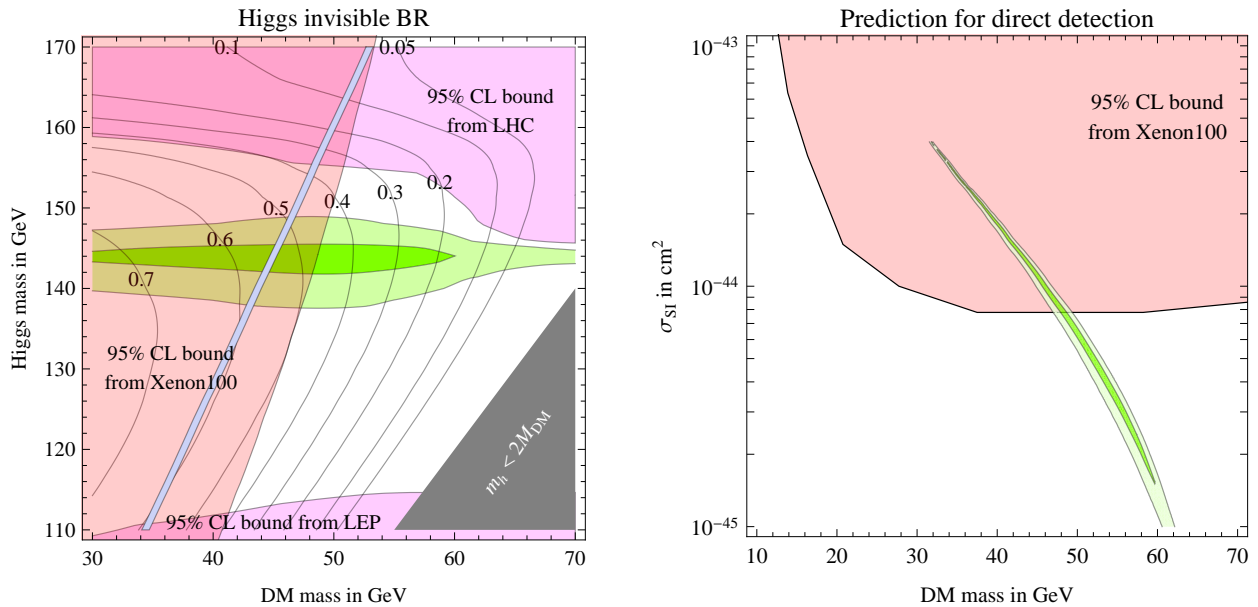 Higgs invisible BR
Higgs mass in GeV
170
160
150
140
130
120
110
0.1
0.05
95% CL bound
from LHC
0.2
0.3
0.4
0.5
0.6
0.7
95% CL bound
from Xenon100
m_h < 2M_DM
95% CL bound from LEP
30
40
50
60
70
DM mass in GeV
Prediction for direct detection
σ_SI in cm²
10⁻⁴³
10⁻⁴⁴
10⁻⁴⁵
95% CL bound
from Xenon100
10
20
30
40
50
60
70
DM mass in GeV